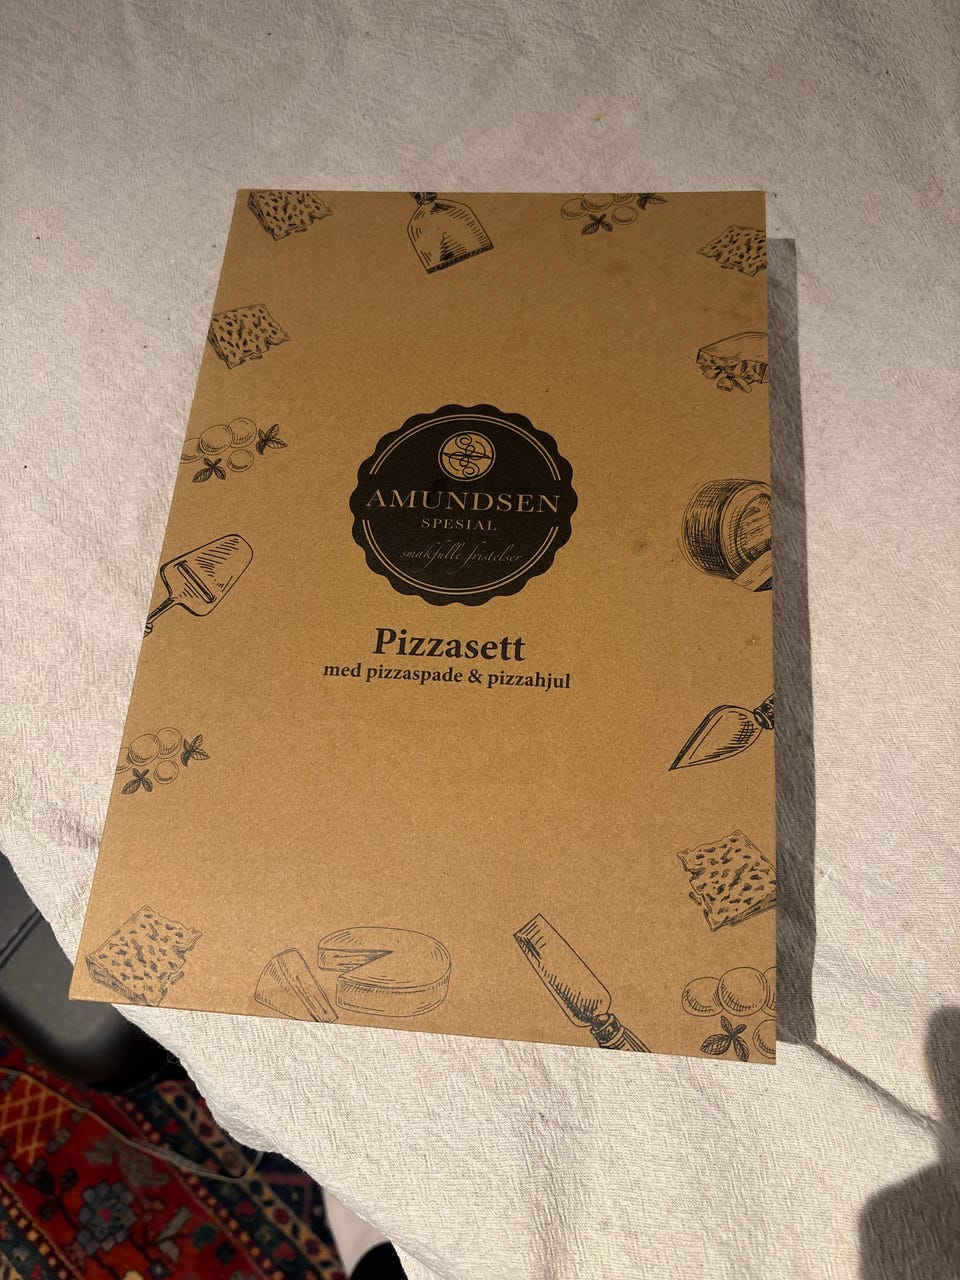 AMUNDSEN
SPESIAL
smakfulle fristelser
Pizzasett
med pizzaspade & pizzahjul